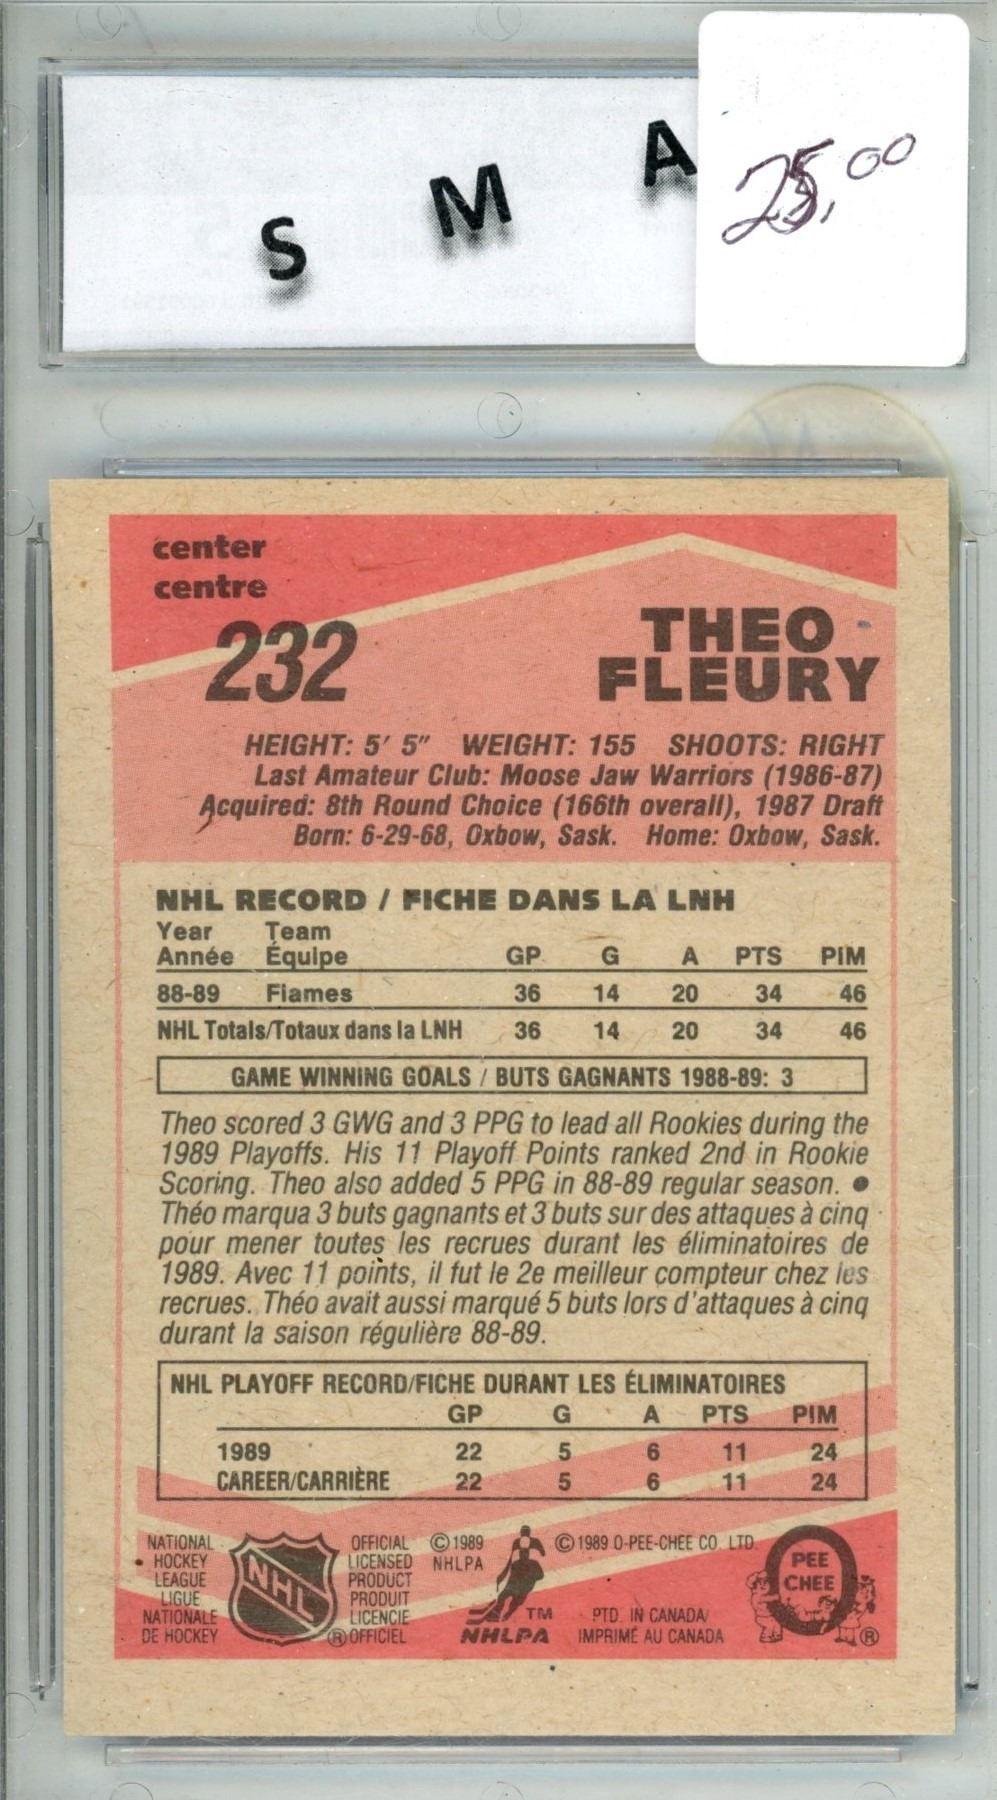 S M A
25,00
center
centre
232
THEO
FLEURY
HEIGHT: 5' 5" WEIGHT: 155 SHOOTS: RIGHT
Last Amateur Club: Moose Jaw Warriors (1986-87)
Acquired: 8th Round Choice (166th overall), 1987 Draft
Born: 6-29-68, Oxbow, Sask. Home: Oxbow, Sask.
NHL RECORD / FICHE DANS LA LNH
Year Team
Année Équipe GP G A PTS PIM
88-89 Flames 36 14 20 34 46
NHL Totals/Totaux dans la LNH 36 14 20 34 46
GAME WINNING GOALS / BUTS GAGNANTS 1988-89: 3
Theo scored 3 GWG and 3 PPG to lead all Rookies during the
1989 Playoffs. His 11 Playoff Points ranked 2nd in Rookie
Scoring. Theo also added 5 PPG in 88-89 regular season. •
Théo marqua 3 buts gagnants et 3 buts sur des attaques à cinq
pour mener toutes les recrues durant les éliminatoires de
1989. Avec 11 points, il fut le 2e meilleur compteur chez les
recrues. Théo avait aussi marqué 5 buts lors d'attaques à cinq
durant la saison régulière 88-89.
NHL PLAYOFF RECORD/FICHE DURANT LES ÉLIMINATOIRES
GP G A PTS PIM
1989 22 5 6 11 24
CAREER/CARRIÈRE 22 5 6 11 24
NATIONAL
HOCKEY
LEAGUE
LIGUE
NATIONALE
DE HOCKEY
NHL
®
OFFICIAL
LICENSED
PRODUCT
PRODUIT
LICENCIE
OFFICIEL
©1989
NHLPA
TM
NHLPA
©1989 O-PEE-CHEE CO. LTD.
PTD. IN CANADA/
IMPRIMÉ AU CANADA
PEE
CHEE
®